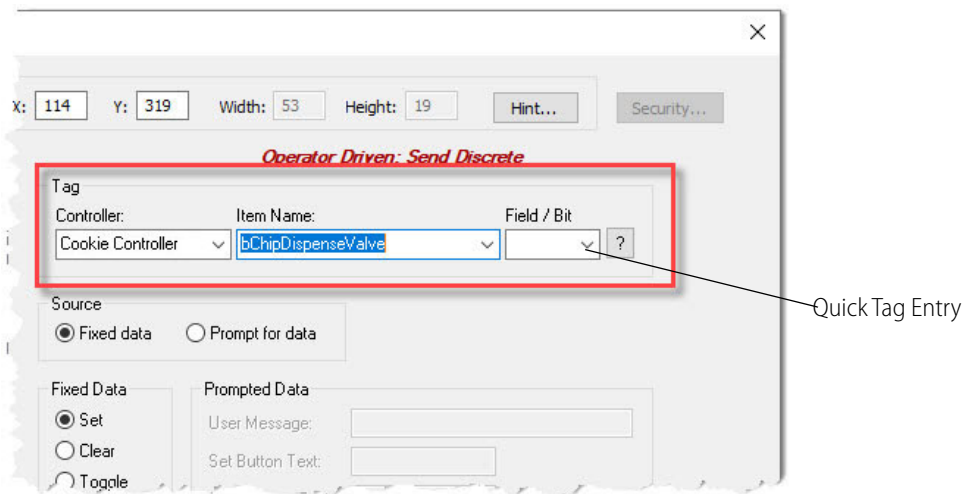 X: 114 Y: 319 Width: 53 Height: 19 Hint... Security...
Operator Driven: Send Discrete
Tag
Controller: Item Name: Field / Bit
Cookie Controller bChipDispenseValve ?
Quick Tag Entry
Source
Fixed data Prompt for data
Fixed Data Prompted Data
Set User Message:
Clear Set Button Text:
Toggle